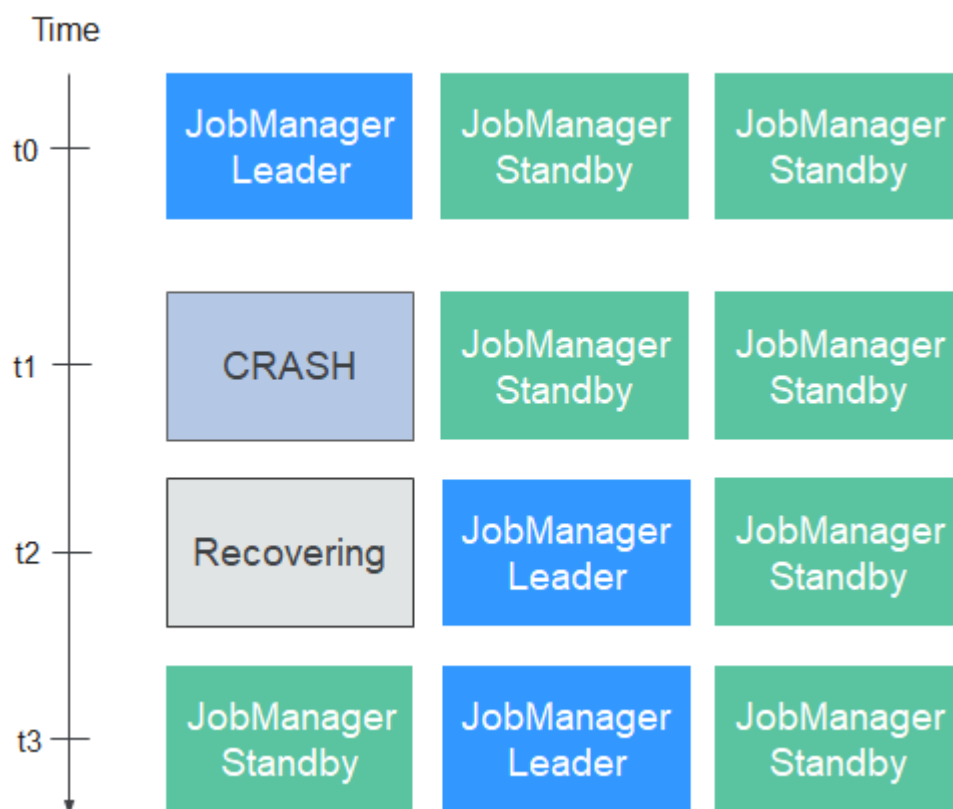 Time
t0
JobManager
Leader
JobManager
Standby
JobManager
Standby
t1
CRASH
JobManager
Standby
JobManager
Standby
t2
Recovering
JobManager
Leader
JobManager
Standby
t3
JobManager
Standby
JobManager
Leader
JobManager
Standby